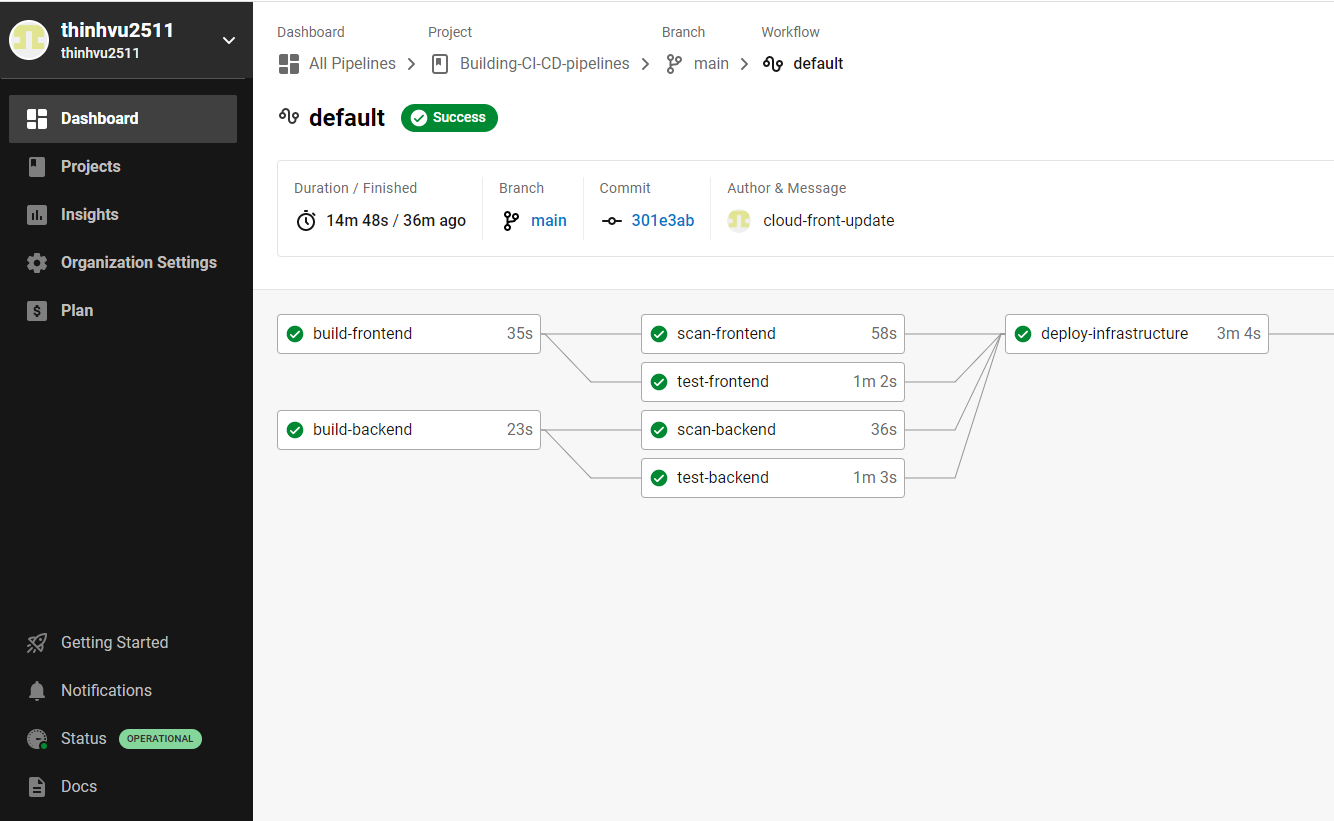 thinhvu2511
thinhvu2511
Dashboard
Projects
Insights
Organization Settings
Plan
Getting Started
Notifications
Status OPERATIONAL
Docs
Dashboard Project Branch Workflow
All Pipelines Building-CI-CD-pipelines main default
default Success
Duration / Finished Branch Commit Author & Message
14m 48s / 36m ago main 301e3ab cloud-front-update
build-frontend 35s scan-frontend 58s deploy-infrastructure 3m 4s
test-frontend 1m 2s
build-backend 23s scan-backend 36s
test-backend 1m 3s